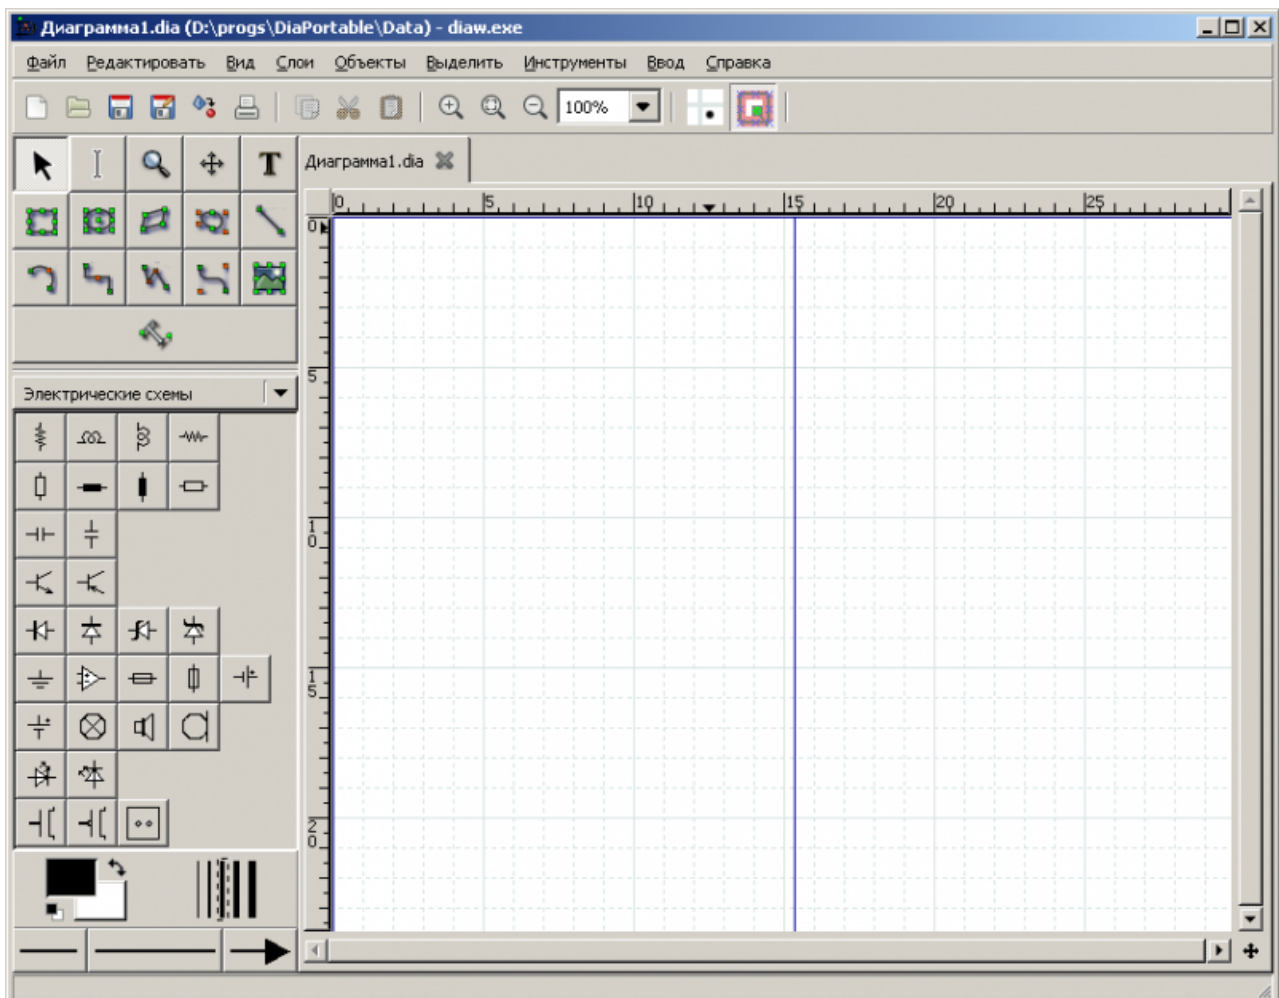 Диаграмма1.dia (D:\progs\DiaPortable\Data) - diaw.exe
Файл Редактировать Вид Слои Объекты Выделить Инструменты Ввод Справка
100%
T
Диаграмма1.dia
0 5 10 15 20 25
0
5
10
15
20
Электрические схемы